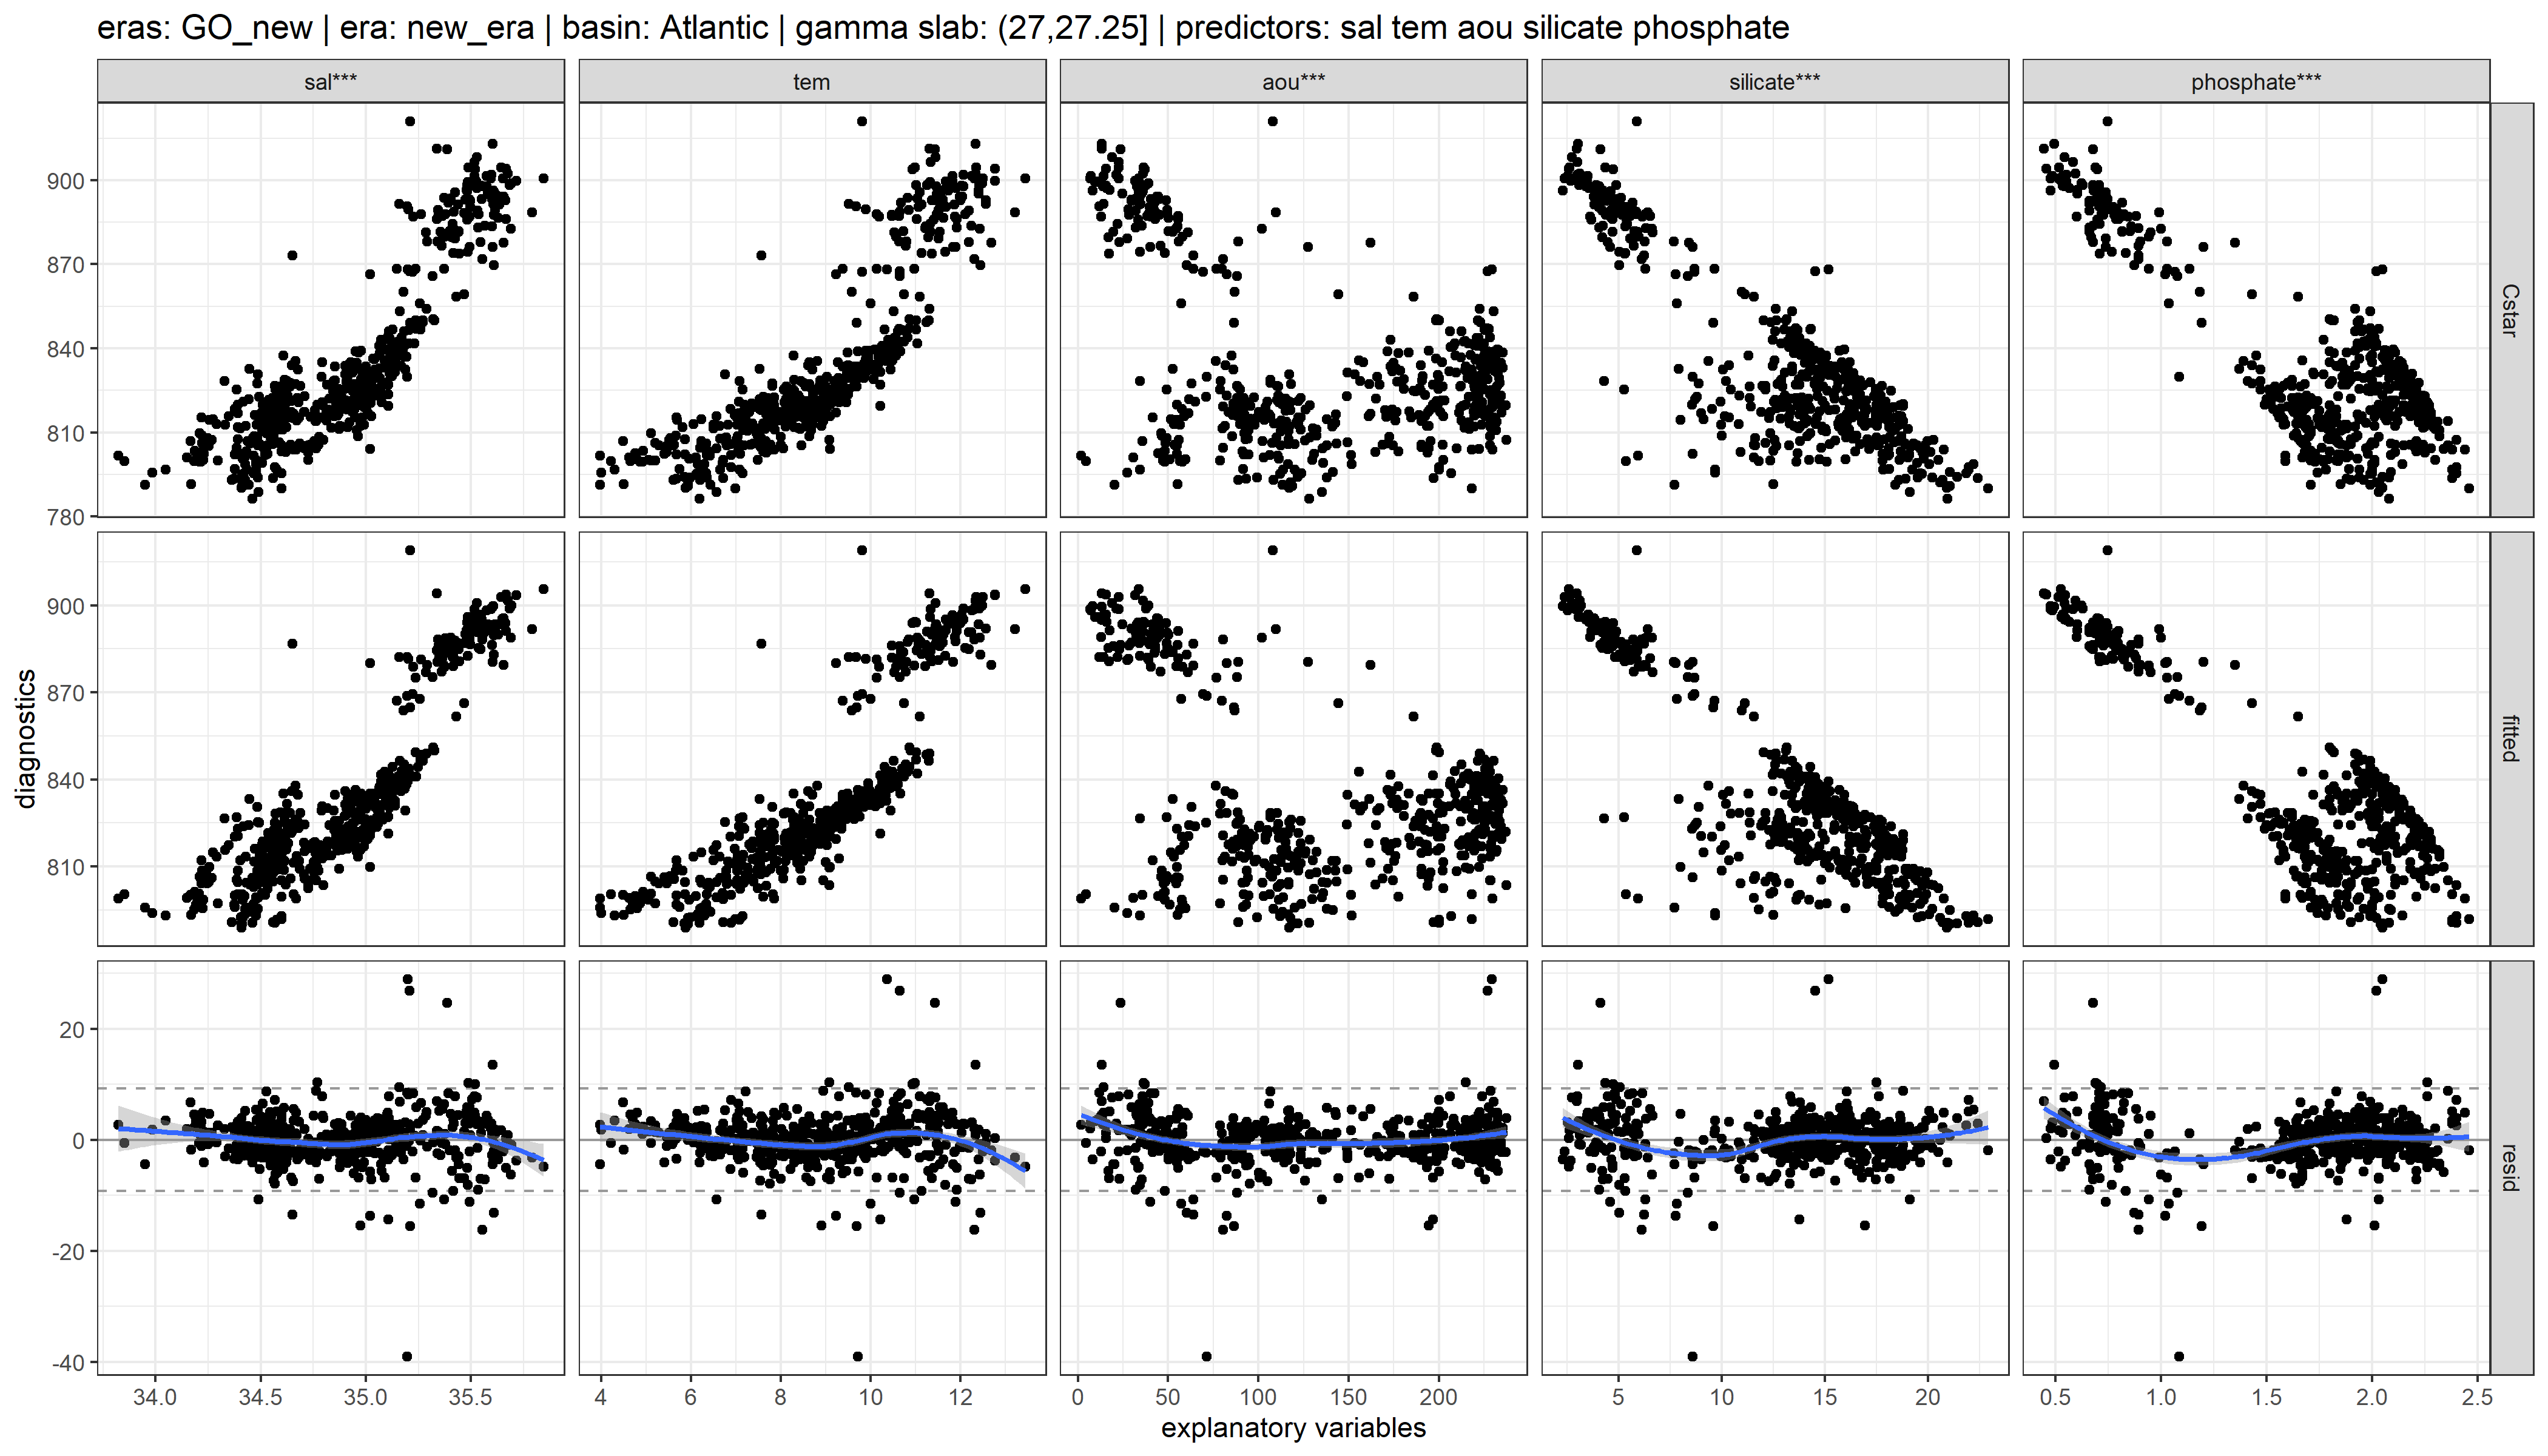 eras: GO_new | era: new_era | basin: Atlantic | gamma slab: (27,27.25] | predictors: sal tem aou silicate phosphate
sal*** tem aou*** silicate*** phosphate***
900
870
840
810
780
Cstar
900
870
840
810
fitted
diagnostics
20
0
-20
-40
resid
34.0 34.5 35.0 35.5 4 6 8 10 12 0 50 100 150 200 5 10 15 20 0.5 1.0 1.5 2.0 2.5
explanatory variables